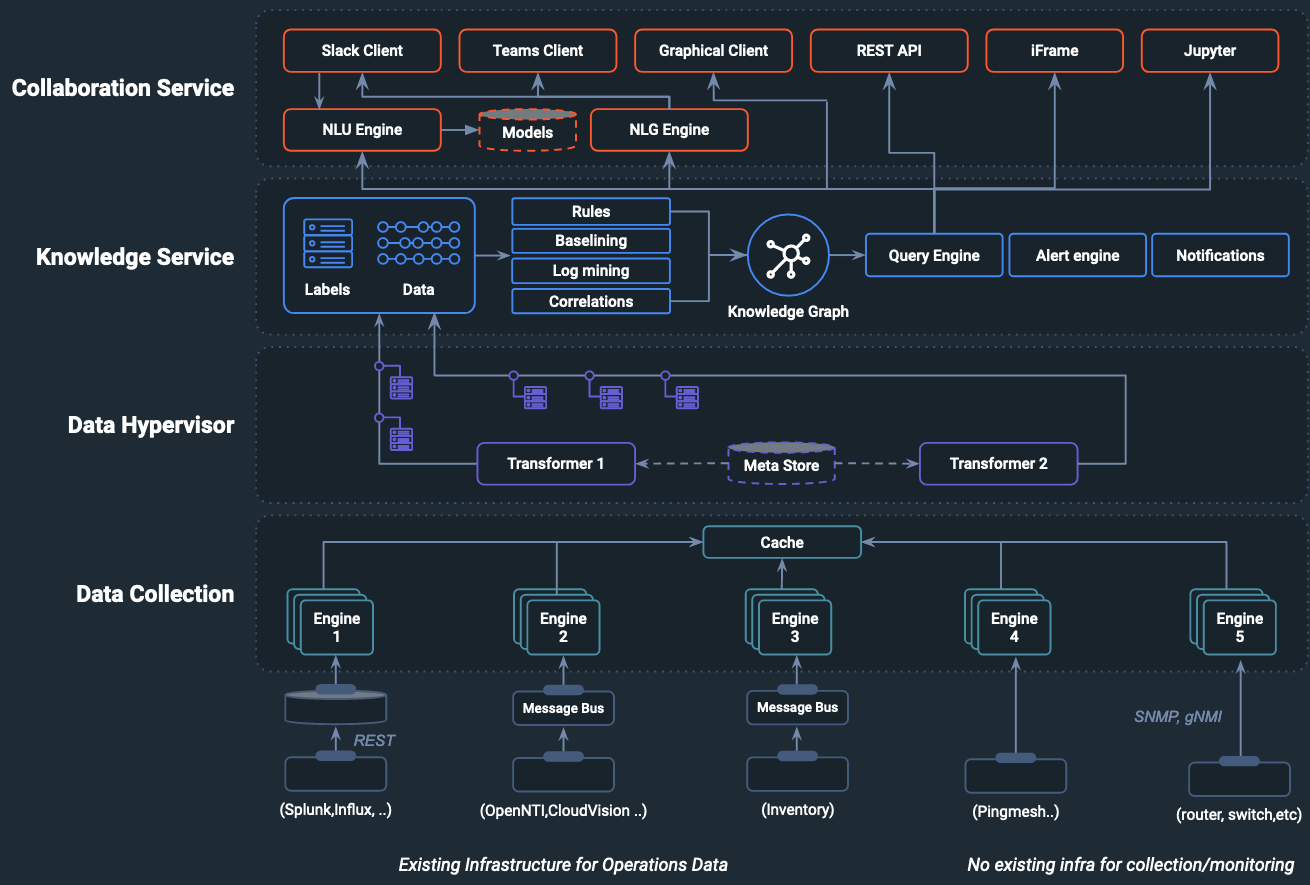 Collaboration Service
Slack Client
Teams Client
Graphical Client
REST API
iFrame
Jupyter
NLU Engine
Models
NLG Engine
Knowledge Service
Labels
Data
Rules
Baselining
Log mining
Correlations
Knowledge Graph
Query Engine
Alert engine
Notifications
Data Hypervisor
Transformer 1
Meta Store
Transformer 2
Data Collection
Cache
Engine
1
Engine
2
Engine
3
Engine
4
Engine
5
Message Bus
Message Bus
REST
SNMP, gNMI
(Splunk,Influx, ..)
(OpenNTI,CloudVision ..)
(Inventory)
(Pingmesh..)
(router, switch,etc)
Existing Infrastructure for Operations Data
No existing infra for collection/monitoring